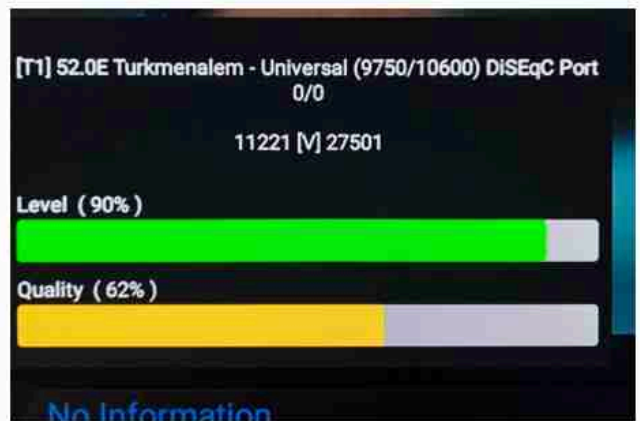 [T1] 52.0E Turkmenalem - Universal (9750/10600) DiSEqC Port
0/0
11221 [V] 27501
Level ( 90% )
Quality ( 62% )
No Information